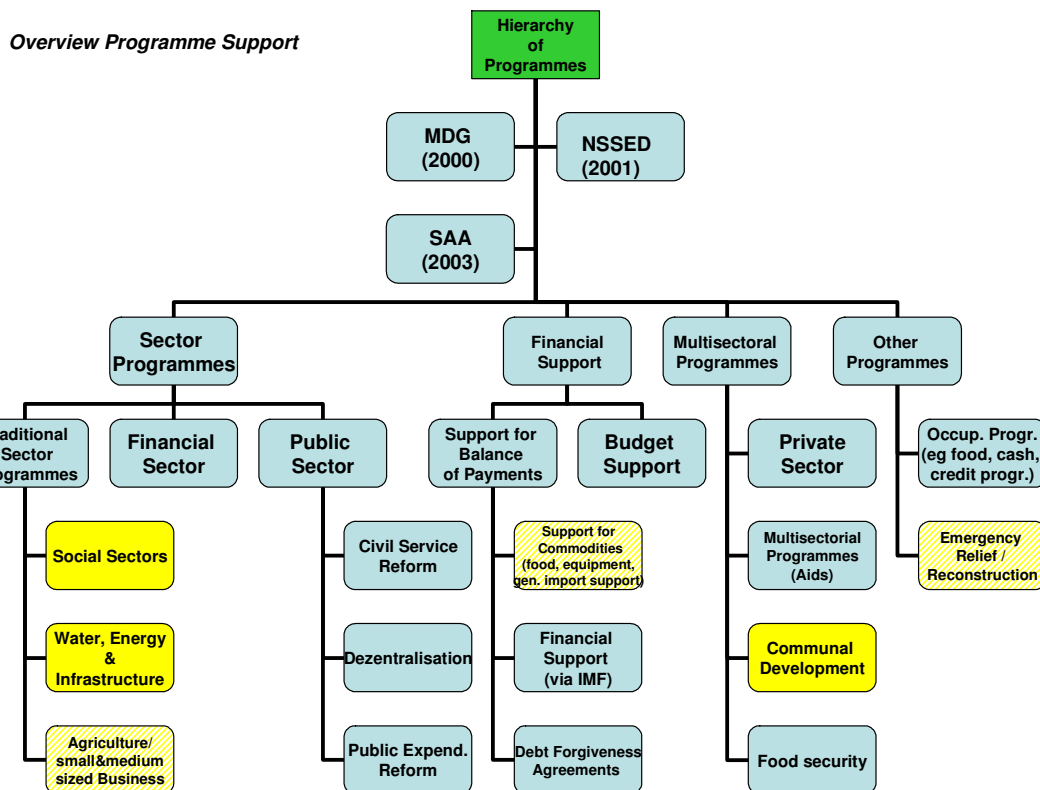 Overview Programme Support
Hierarchy
of
Programmes
MDG
(2000)
NSSED
(2001)
SAA
(2003)
Sector
Programmes
Financial
Support
Multisectoral
Programmes
Other
Programmes
aditional
Sector
ogrammes
Financial
Sector
Public
Sector
Support for
Balance
of Payments
Budget
Support
Private
Sector
Occup. Progr.
(eg food, cash,
credit progr.)
Social Sectors
Civil Service
Reform
Support for
Commodities
(food, equipment,
gen. import support)
Multisectorial
Programmes
(Aids)
Emergency
Relief /
Reconstruction
Water, Energy
&
Infrastructure
Dezentralisation
Financial
Support
(via IMF)
Communal
Development
Agriculture/
small&medium
sized Business
Public Expend.
Reform
Debt Forgiveness
Agreements
Food security